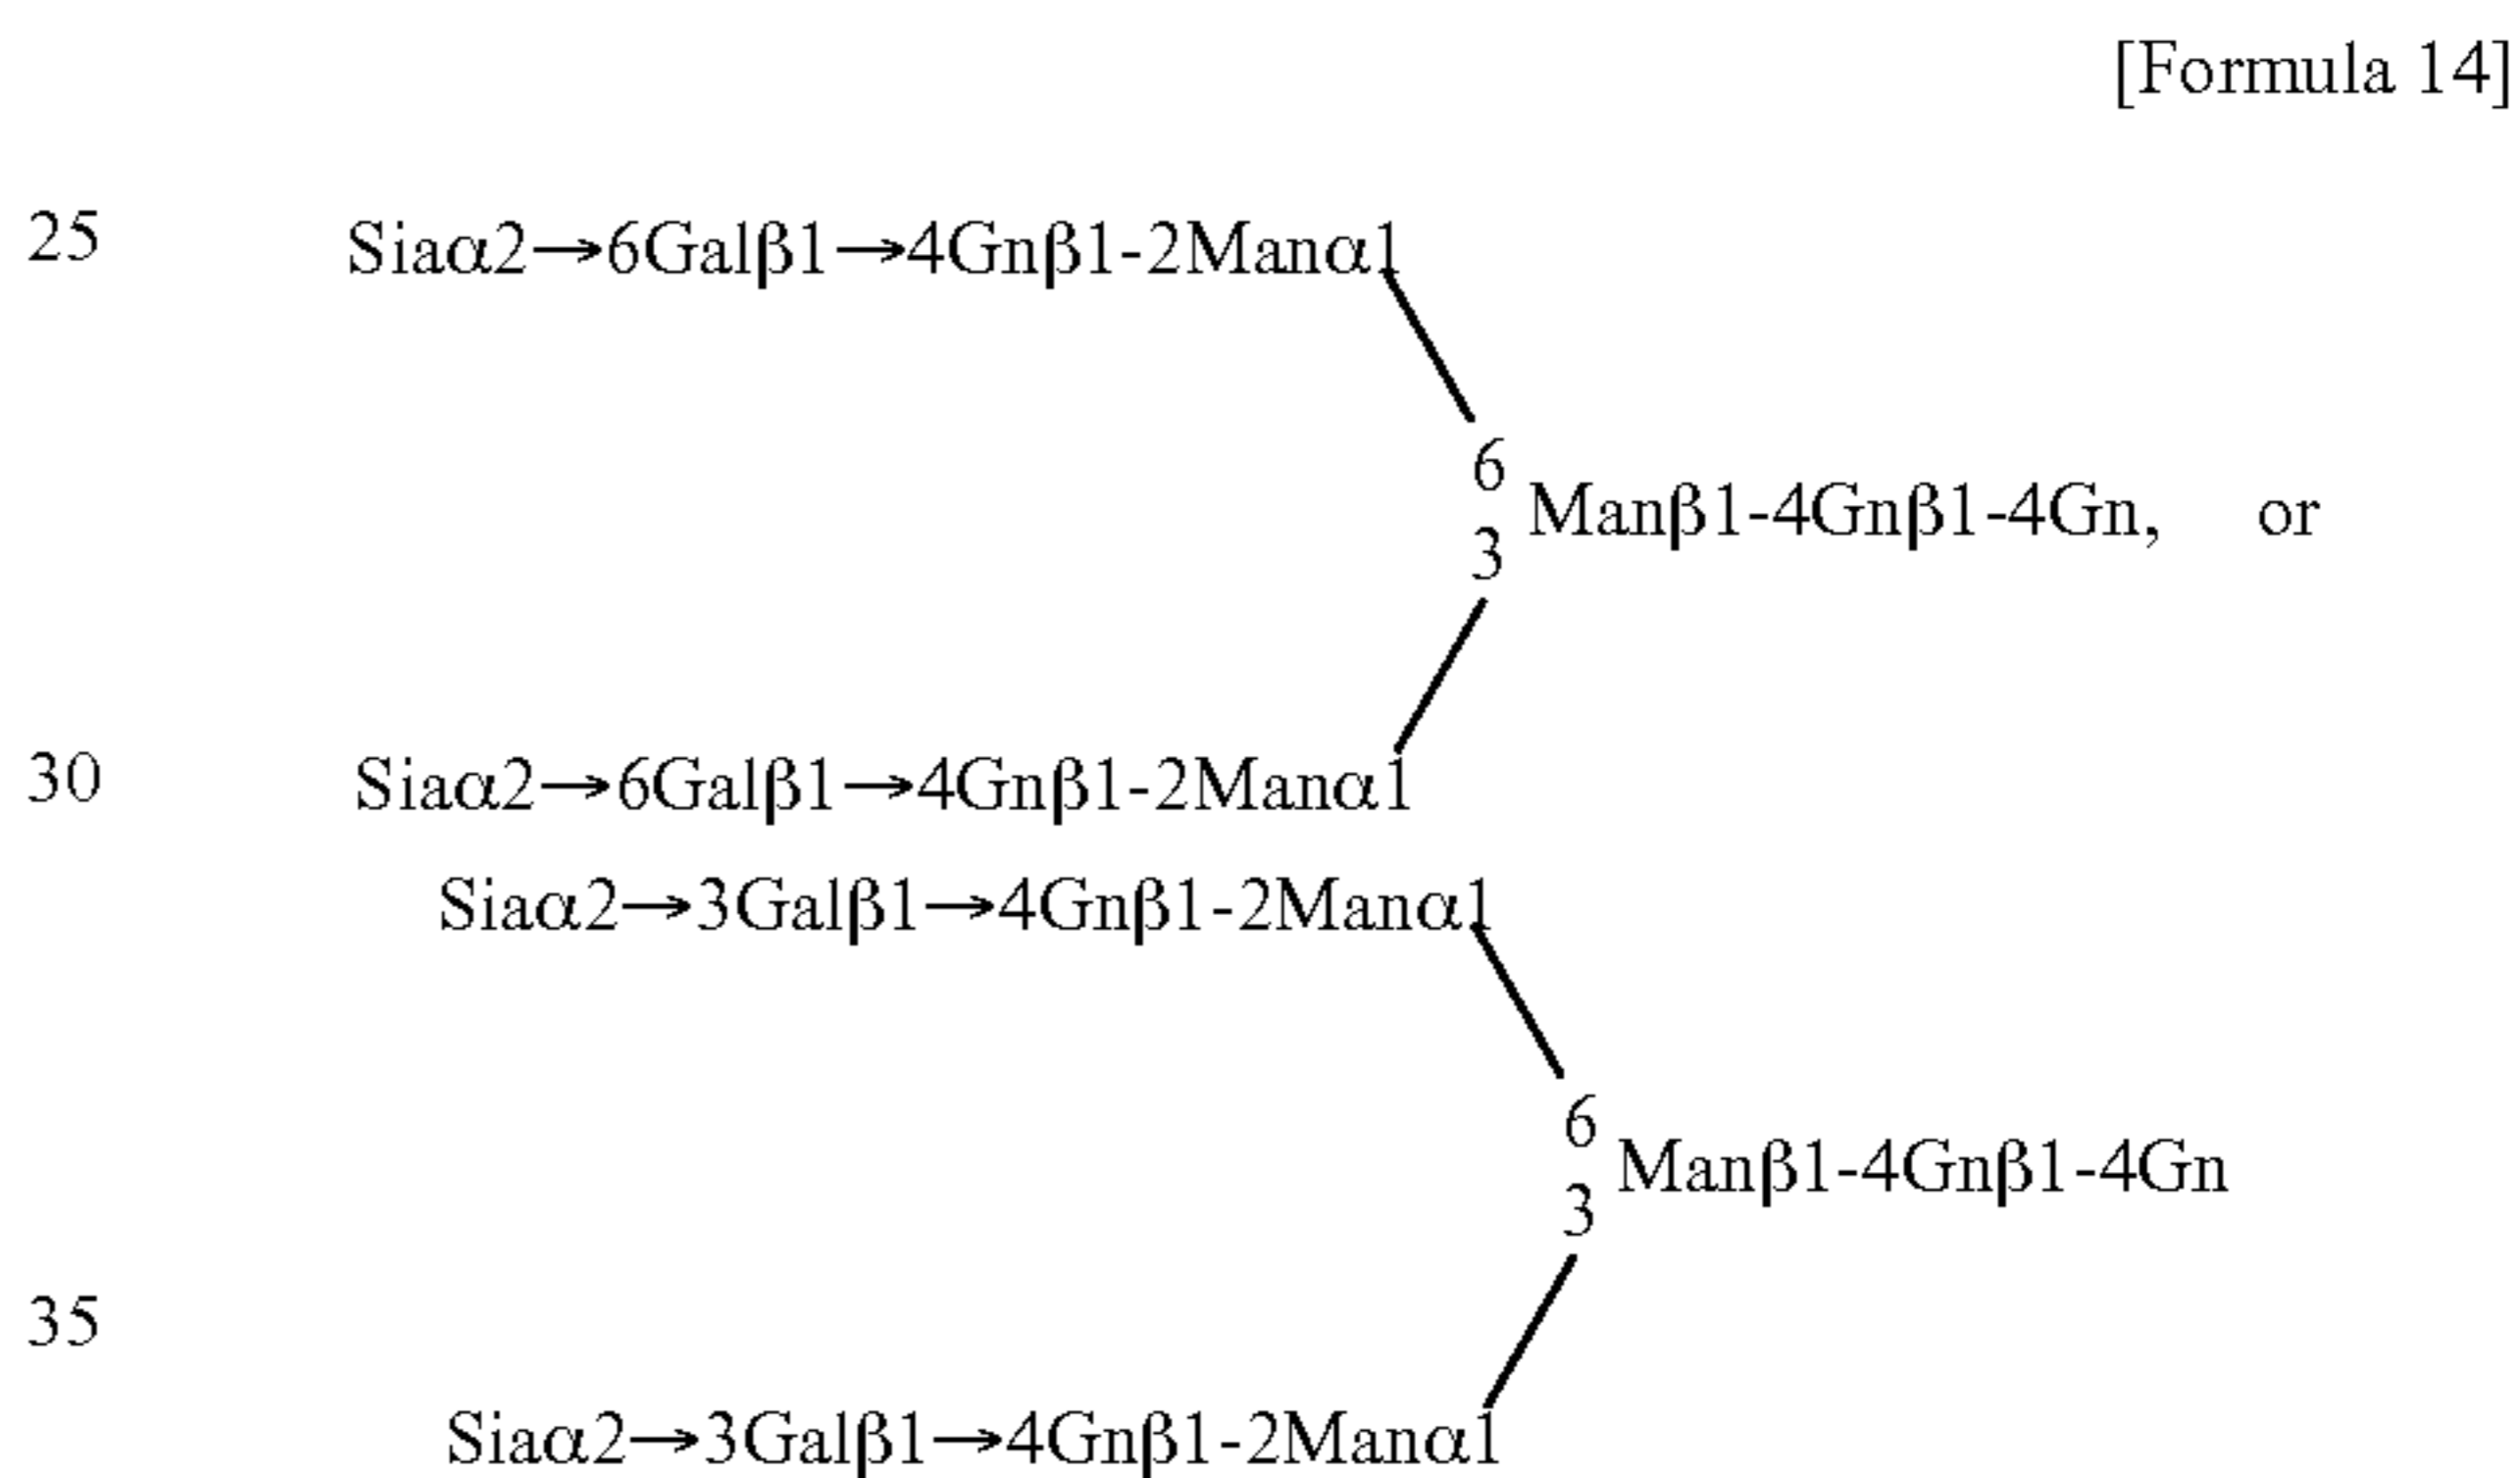 [Formula 14]
25 Siaα2→6Galβ1→4Gnβ1-2Manα1
6
Manβ1-4Gnβ1-4Gn, or
3
30 Siaα2→6Galβ1→4Gnβ1-2Manα1
Siaα2→3Galβ1→4Gnβ1-2Manα1
6
Manβ1-4Gnβ1-4Gn
3
35
Siaα2→3Galβ1→4Gnβ1-2Manα1